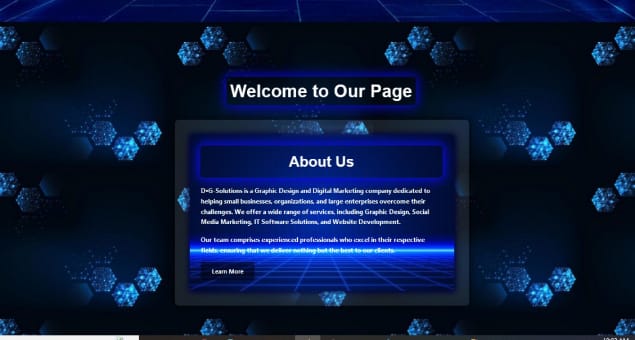 Welcome to Our Page
About Us
D•G-Solutions is a Graphic Design and Digital Marketing company dedicated to
helping small businesses, organizations, and large enterprises overcome their
challenges. We offer a wide range of services, including Graphic Design, Social
Media Marketing, IT Software Solutions, and Website Development.
Our team comprises experienced professionals who excel in their respective
fields, ensuring that we deliver nothing but the best to our clients.
Learn More